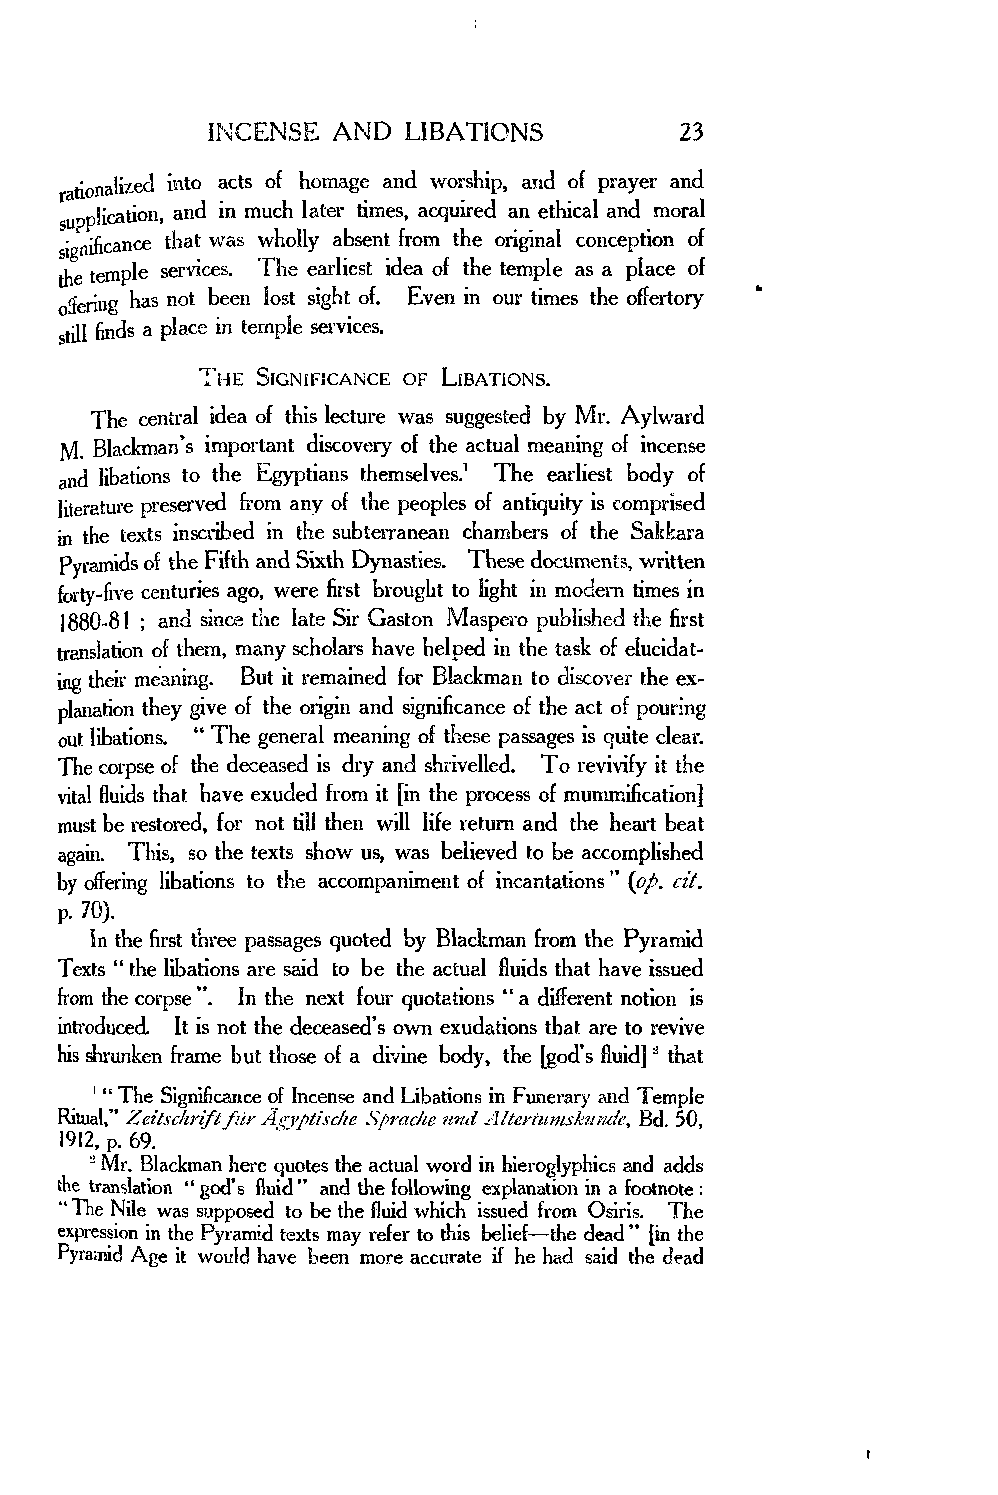 INCENSE AND LIBATIONS 23
rationalized into acts of homage and worship, and of prayer and
supplication, and in much later times, acquired an ethical and moral
significance that was wholly absent from the original conception of
the temple services. The earliest idea of the temple as a place of
offering has not been lost sight of. Even in our times the offertory
still finds a place in temple services.
THE SIGNIFICANCE OF LIBATIONS.
The central idea of this lecture was suggested by Mr. Aylward
M. Blackman's important discovery of the actual meaning of incense
and libations to the Egyptians themselves.¹ The earliest body of
literature preserved from any of the peoples of antiquity is comprised
in the texts inscribed in the subterranean chambers of the Sakkara
Pyramids of the Fifth and Sixth Dynasties. These documents, written
forty-five centuries ago, were first brought to light in modern times in
1880-81 ; and since the late Sir Gaston Maspero published the first
translation of them, many scholars have helped in the task of elucidat-
ing their meaning. But it remained for Blackman to discover the ex-
planation they give of the origin and significance of the act of pouring
out libations. " The general meaning of these passages is quite clear.
The corpse of the deceased is dry and shrivelled. To revivify it the
vital fluids that have exuded from it [in the process of mummification]
must be restored, for not till then will life return and the heart beat
again. This, so the texts show us, was believed to be accomplished
by offering libations to the accompaniment of incantations " (op. cit.
p. 70).
In the first three passages quoted by Blackman from the Pyramid
Texts " the libations are said to be the actual fluids that have issued
from the corpse ". In the next four quotations " a different notion is
introduced. It is not the deceased's own exudations that are to revive
his shrunken frame but those of a divine body, the [god's fluid] ² that
¹ " The Significance of Incense and Libations in Funerary and Temple
Ritual," Zeitschrift für Ägyptische Sprache und Altertumskunde, Bd. 50,
1912, p. 69.
² Mr. Blackman here quotes the actual word in hieroglyphics and adds
the translation " god's fluid " and the following explanation in a footnote :
" The Nile was supposed to be the fluid which issued from Osiris. The
expression in the Pyramid texts may refer to this belief—the dead " [in the
Pyramid Age it would have been more accurate if he had said the dead